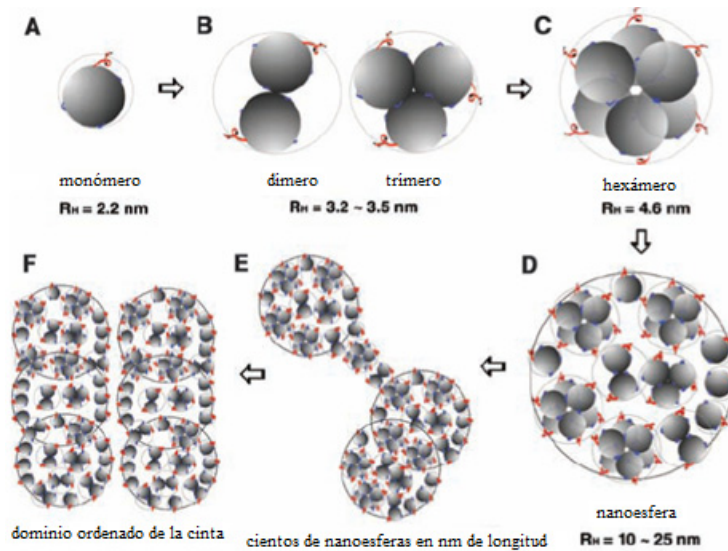 A
B
C
monómero
dímero
trimero
hexámero
RH = 2.2 nm
RH = 3.2 ~ 3.5 nm
RH = 4.6 nm
F
E
D
nanoesfera
dominio ordenado de la cinta
cientos de nanoesferas en nm de longitud
RH = 10 ~ 25 nm